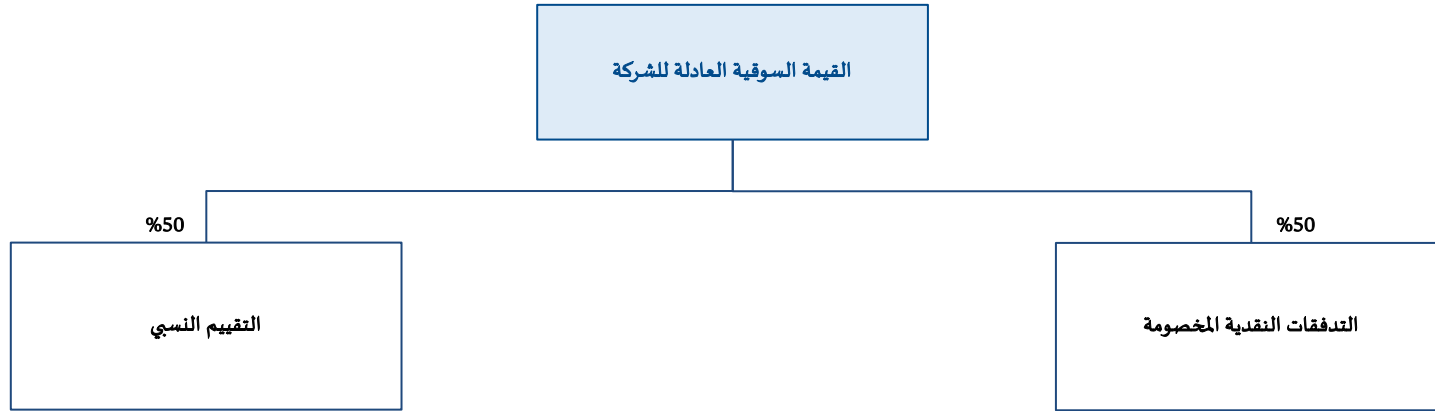 القيمة السوقية العادلة للشركة
%50
%50
التدفقات النقدية المخصومة
التقييم النسبي